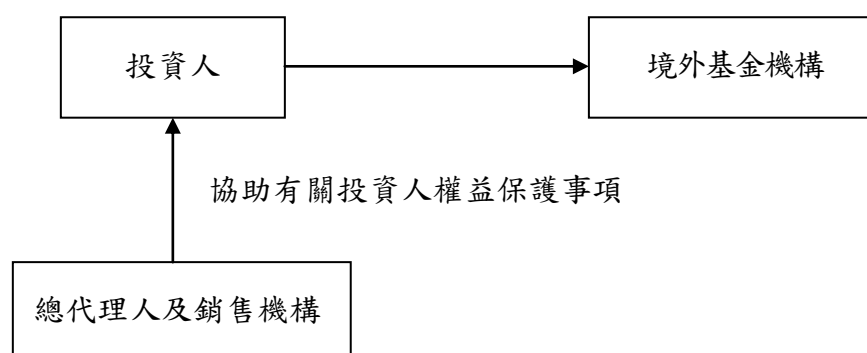 投資人
境外基金機構
協助有關投資人權益保護事項
總代理人及銷售機構